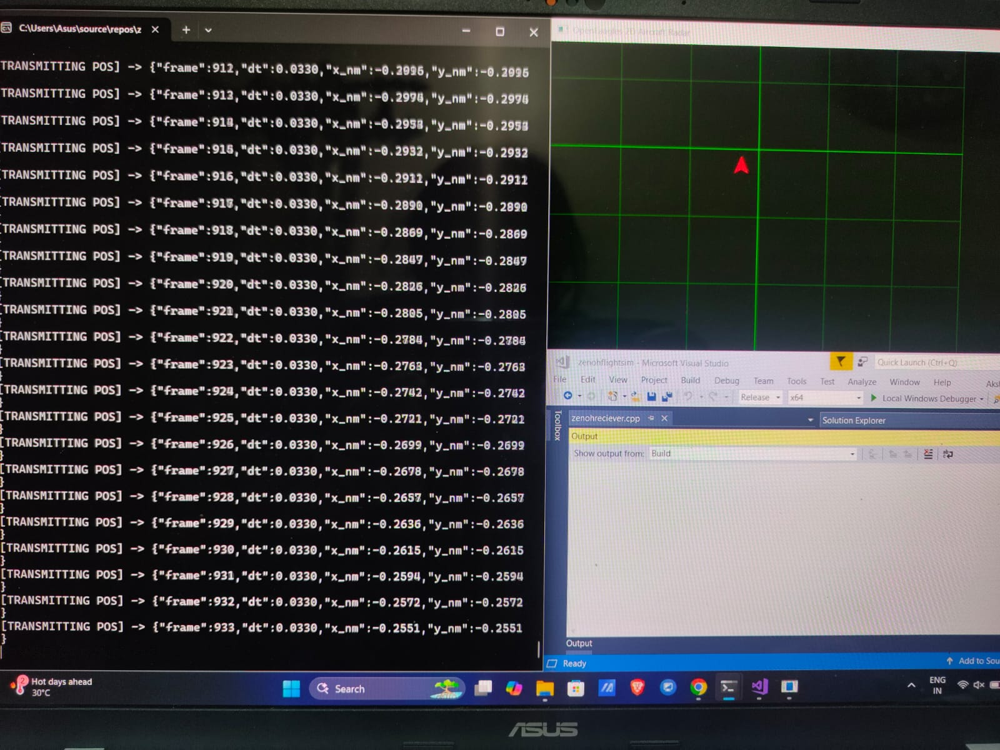 C:\Users\Asus\source\repos\z
TRANSMITTING POS] -> {"frame":912,"dt":0.0330,"x_nm":-0.2996,"y_nm":-0.2996
TRANSMITTING POS] -> {"frame":913,"dt":0.0330,"x_nm":-0.2974,"y_nm":-0.2974
TRANSMITTING POS] -> {"frame":914,"dt":0.0330,"x_nm":-0.2953,"y_nm":-0.2953
TRANSMITTING POS] -> {"frame":915,"dt":0.0330,"x_nm":-0.2932,"y_nm":-0.2932
[TRANSMITTING POS] -> {"frame":916,"dt":0.0330,"x_nm":-0.2911,"y_nm":-0.2911
[TRANSMITTING POS] -> {"frame":917,"dt":0.0330,"x_nm":-0.2890,"y_nm":-0.2890
[TRANSMITTING POS] -> {"frame":918,"dt":0.0330,"x_nm":-0.2869,"y_nm":-0.2869
[TRANSMITTING POS] -> {"frame":919,"dt":0.0330,"x_nm":-0.2847,"y_nm":-0.2847
[TRANSMITTING POS] -> {"frame":920,"dt":0.0330,"x_nm":-0.2826,"y_nm":-0.2826
[TRANSMITTING POS] -> {"frame":921,"dt":0.0330,"x_nm":-0.2805,"y_nm":-0.2805
[TRANSMITTING POS] -> {"frame":922,"dt":0.0330,"x_nm":-0.2784,"y_nm":-0.2784
}
[TRANSMITTING POS] -> {"frame":923,"dt":0.0330,"x_nm":-0.2763,"y_nm":-0.2763
}
[TRANSMITTING POS] -> {"frame":924,"dt":0.0330,"x_nm":-0.2742,"y_nm":-0.2742
}
[TRANSMITTING POS] -> {"frame":925,"dt":0.0330,"x_nm":-0.2721,"y_nm":-0.2721
}
[TRANSMITTING POS] -> {"frame":926,"dt":0.0330,"x_nm":-0.2699,"y_nm":-0.2699
}
[TRANSMITTING POS] -> {"frame":927,"dt":0.0330,"x_nm":-0.2678,"y_nm":-0.2678
}
[TRANSMITTING POS] -> {"frame":928,"dt":0.0330,"x_nm":-0.2657,"y_nm":-0.2657
}
[TRANSMITTING POS] -> {"frame":929,"dt":0.0330,"x_nm":-0.2636,"y_nm":-0.2636
}
[TRANSMITTING POS] -> {"frame":930,"dt":0.0330,"x_nm":-0.2615,"y_nm":-0.2615
}
[TRANSMITTING POS] -> {"frame":931,"dt":0.0330,"x_nm":-0.2594,"y_nm":-0.2594
}
[TRANSMITTING POS] -> {"frame":932,"dt":0.0330,"x_nm":-0.2572,"y_nm":-0.2572
}
[TRANSMITTING POS] -> {"frame":933,"dt":0.0330,"x_nm":-0.2551,"y_nm":-0.2551
}
OpenEaagles 2D Aircraft Radar
zenohflightsim - Microsoft Visual Studio
Quick Launch (Ctrl+Q)
File Edit View Project Build Debug Team Tools Test Analyze Window Help
Release x64 Local Windows Debugger
Toolbox
zenohreciever.cpp
Solution Explorer
Output
Show output from: Build
Output
Ready
Add to Sou
2
Hot days ahead
30°C
Search
ENG
IN
ASUS